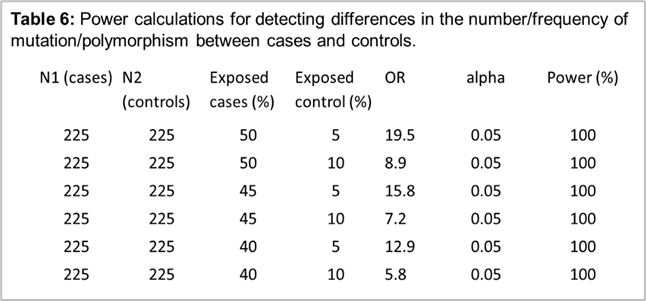 Table 6: Power calculations for detecting differences in the number/frequency of
mutation/polymorphism between cases and controls.
N1 (cases) N2 (controls) Exposed cases (%) Exposed control (%) OR alpha Power (%)
225 225 50 5 19.5 0.05 100
225 225 50 10 8.9 0.05 100
225 225 45 5 15.8 0.05 100
225 225 45 10 7.2 0.05 100
225 225 40 5 12.9 0.05 100
225 225 40 10 5.8 0.05 100